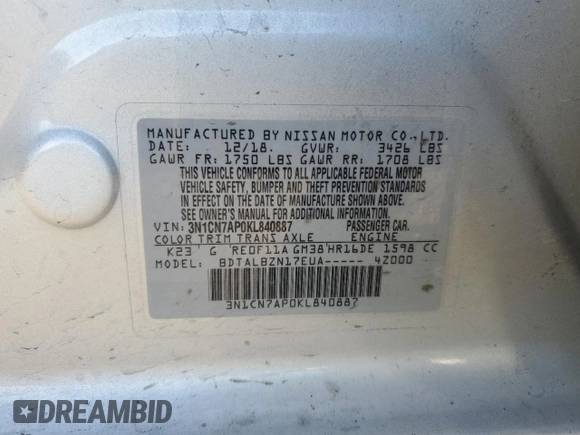 MANUFACTURED BY NISSAN MOTOR CO.,LTD.
DATE: 12/18. GVWR: 3426 LBS
GAWR FR: 1750 LBS GAWR RR: 1708 LBS
THIS VEHICLE CONFORMS TO ALL APPLICABLE FEDERAL MOTOR
VEHICLE SAFETY, BUMPER AND THEFT PREVENTION STANDARDS
IN EFFECT ON THE DATE OF MANUFACTURE SHOWN ABOVE.
SEE OWNER'S MANUAL FOR ADDITIONAL INFORMATION.
VIN: 3N1CN7AP0KL840887 PASSENGER CAR.
COLOR TRIM TRANS AXLE ENGINE
K23 G RE0F11A GM38 HR16DE 1598 CC
MODEL: BDTALBZN17EUA----- 42000
3N1CN7AP0KL840887
DREAMBID